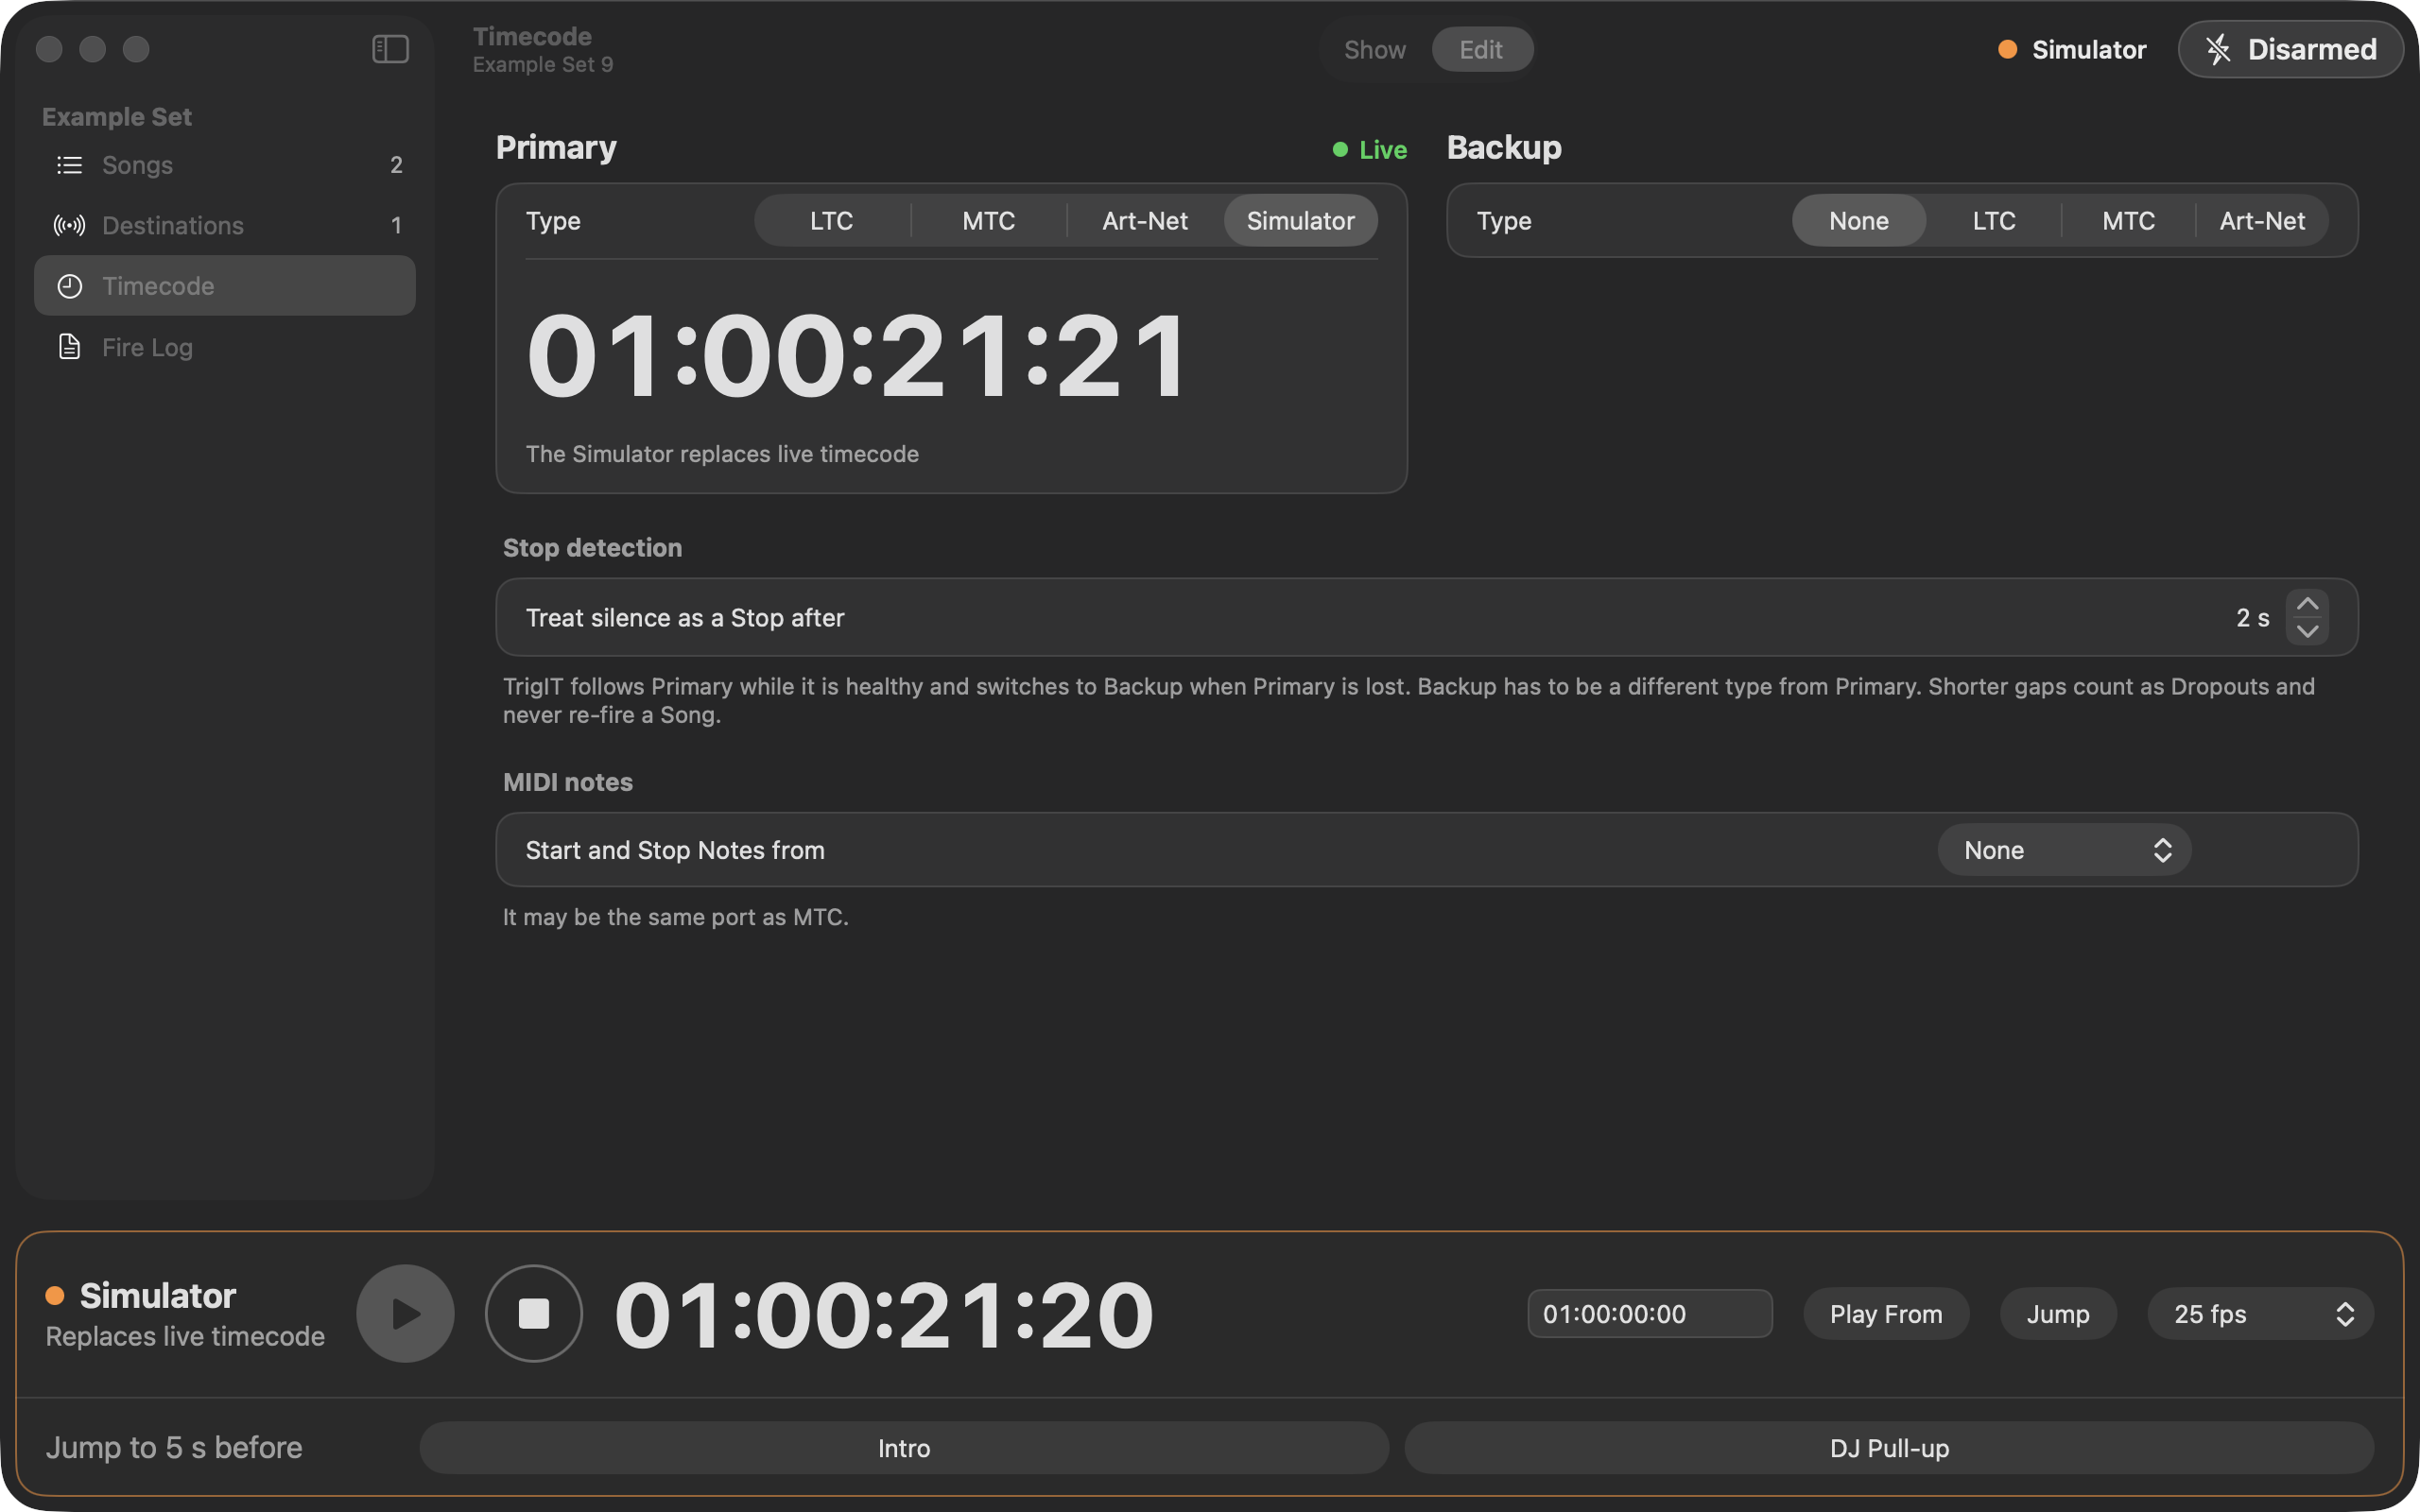 Timecode
Example Set 9
Show
Edit
Simulator
Disarmed
Example Set
Songs 2
Destinations 1
Timecode
Fire Log
Primary
Live
Type
LTC
MTC
Art-Net
Simulator
01:00:21:21
The Simulator replaces live timecode
Backup
Type
None
LTC
MTC
Art-Net
Stop detection
Treat silence as a Stop after
2 s
TrigIT follows Primary while it is healthy and switches to Backup when Primary is lost. Backup has to be a different type from Primary. Shorter gaps count as Dropouts and
never re-fire a Song.
MIDI notes
Start and Stop Notes from
None
It may be the same port as MTC.
Simulator
Replaces live timecode
01:00:21:20
01:00:00:00
Play From
Jump
25 fps
Jump to 5 s before
Intro
DJ Pull-up